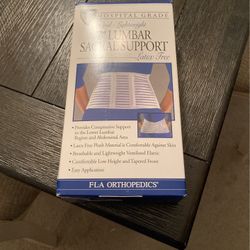 HOSPITAL GRADE
Lightweight
7" LUMBAR
SACRAL SUPPORT
Latex Free
• Provides Compressive Support
to the Lower Lumbar
Region and Abdominal Area
• Latex Free Plush Material is Comfortable Against Skin
• Breathable and Lightweight Ventilated Elastic
• Comfortable Low Height and Tapered Front
• Easy Application
FLA ORTHOPEDICS®